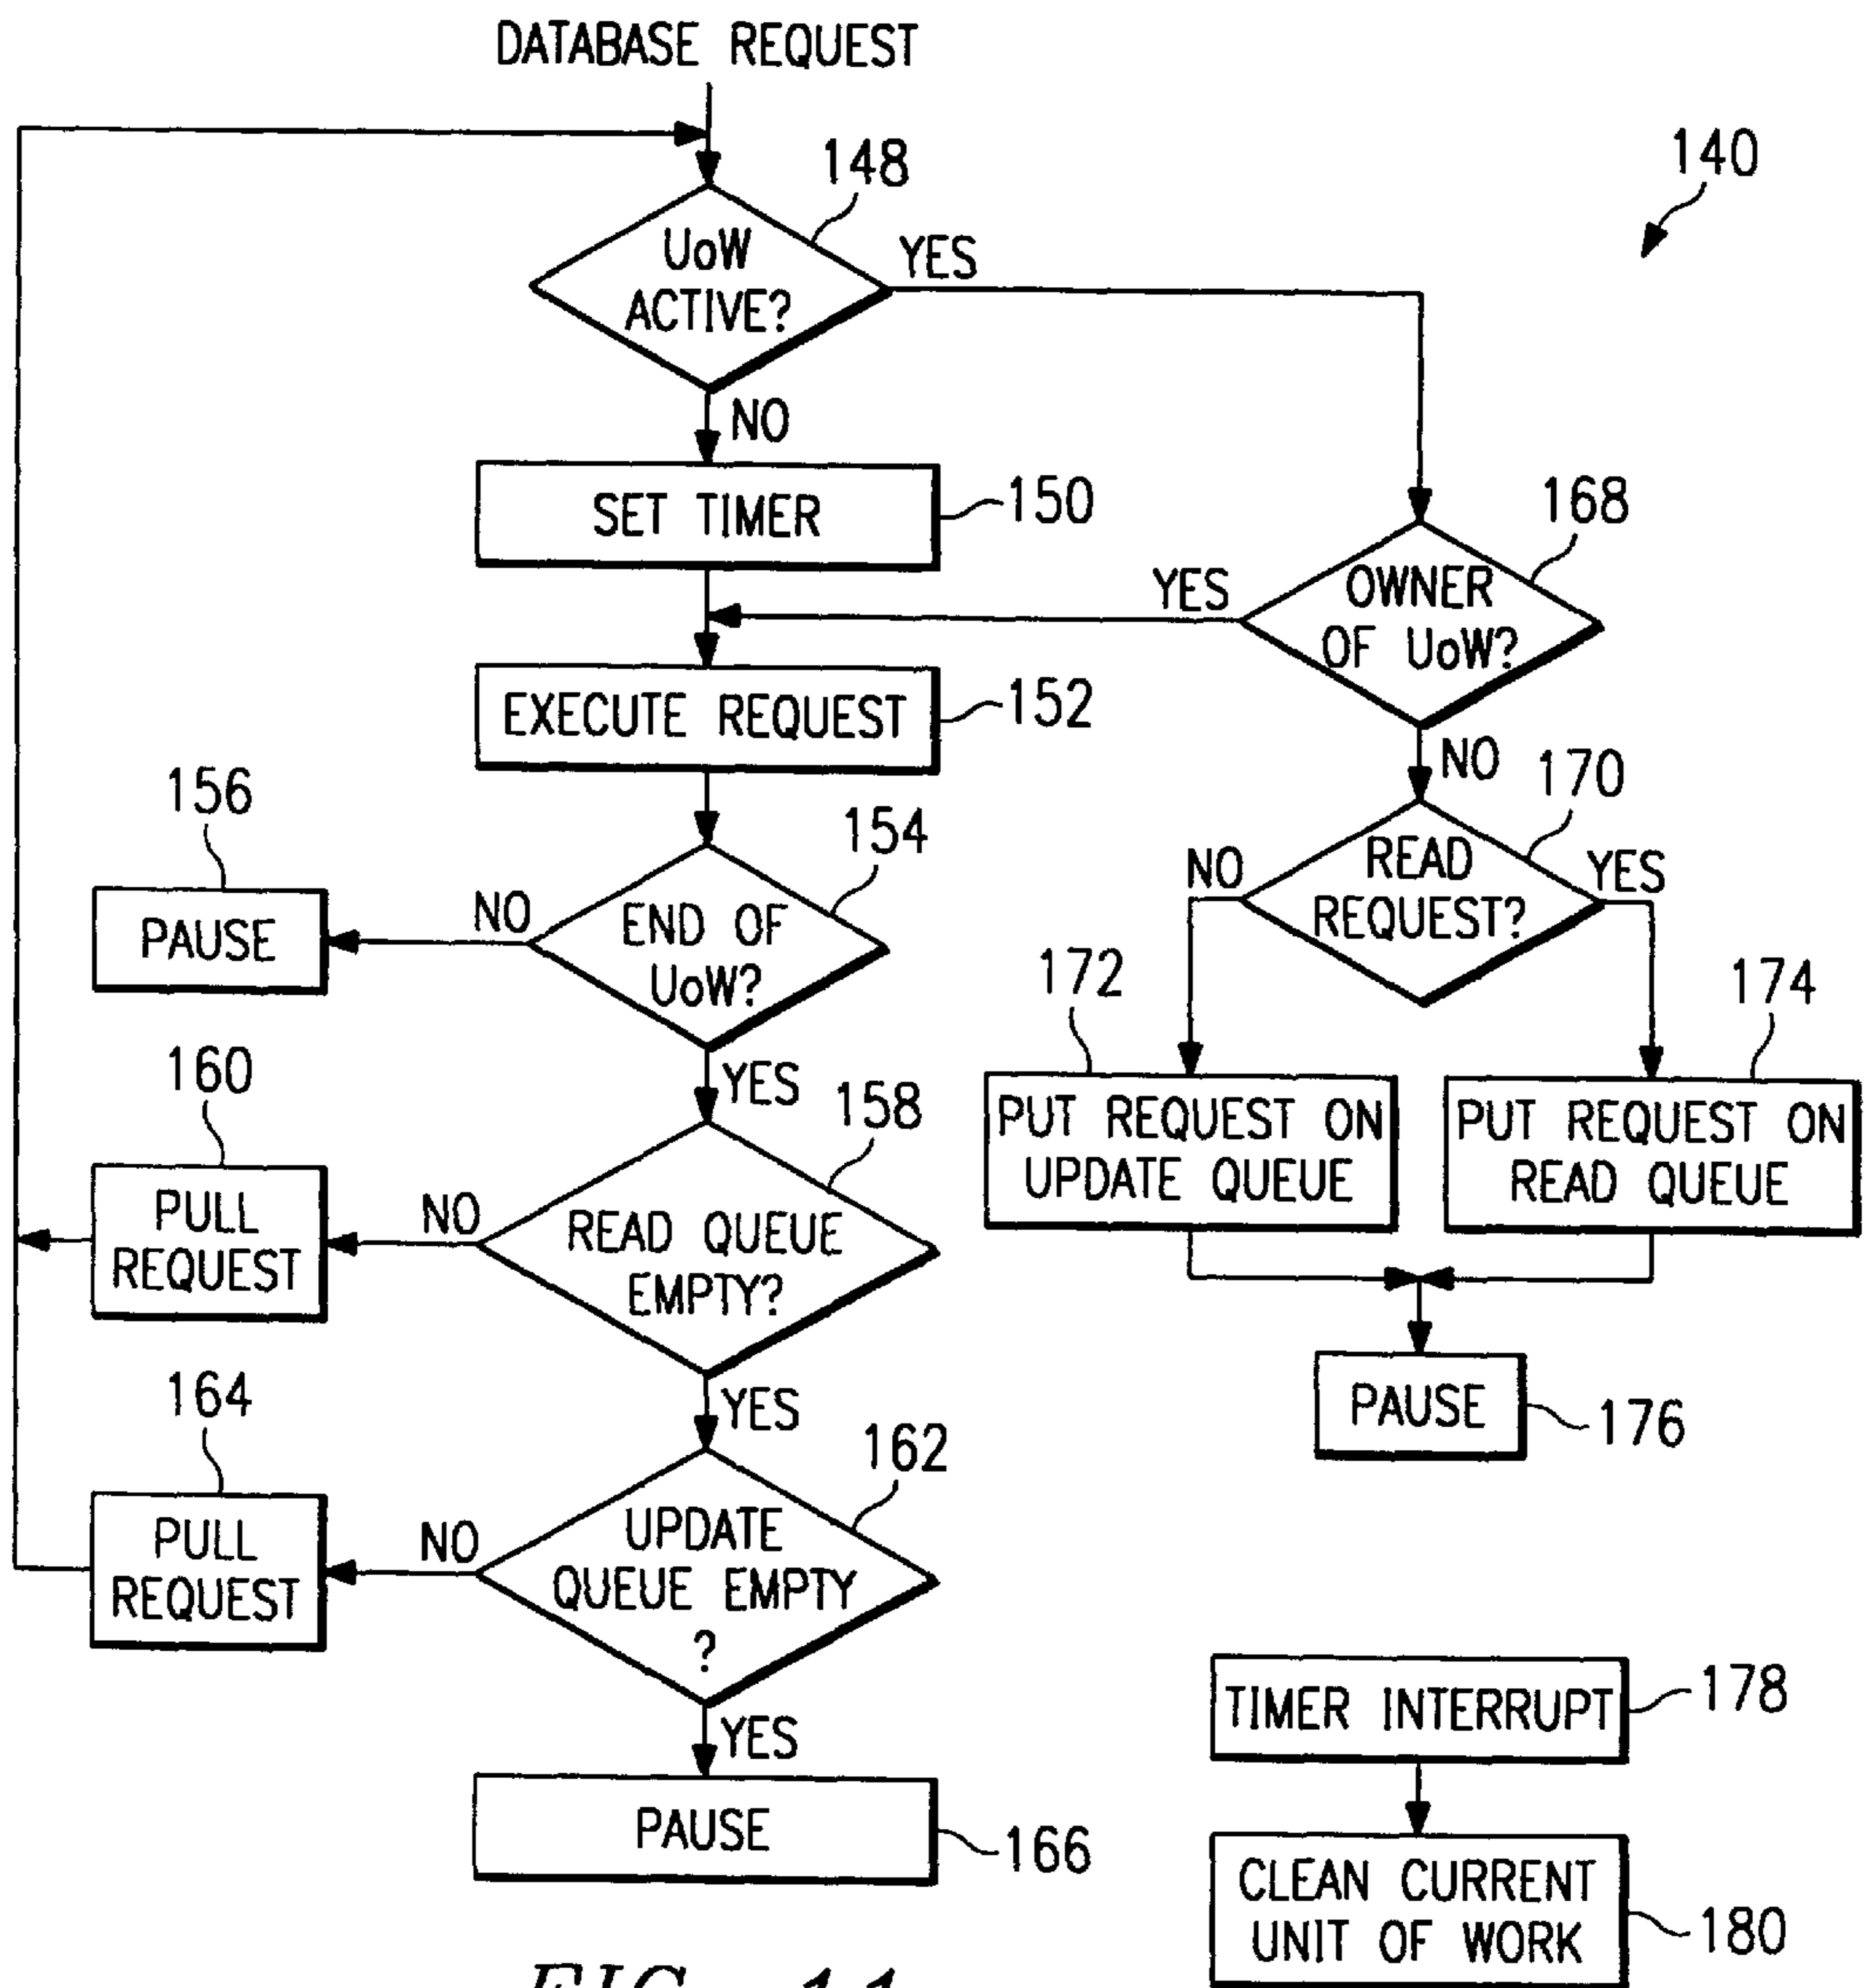 DATABASE REQUEST
140
148
UoW
ACTIVE?
YES
NO
SET TIMER
150
168
OWNER
OF UoW?
YES
NO
EXECUTE REQUEST
152
170
READ
REQUEST?
NO
YES
156
PAUSE
154
END OF
UoW?
NO
YES
172
PUT REQUEST ON
UPDATE QUEUE
174
PUT REQUEST ON
READ QUEUE
160
PULL
REQUEST
158
READ QUEUE
EMPTY?
NO
YES
PAUSE
176
164
PULL
REQUEST
162
UPDATE
QUEUE EMPTY
?
NO
YES
PAUSE
166
TIMER INTERRUPT
178
CLEAN CURRENT
UNIT OF WORK
180
FIG. 11